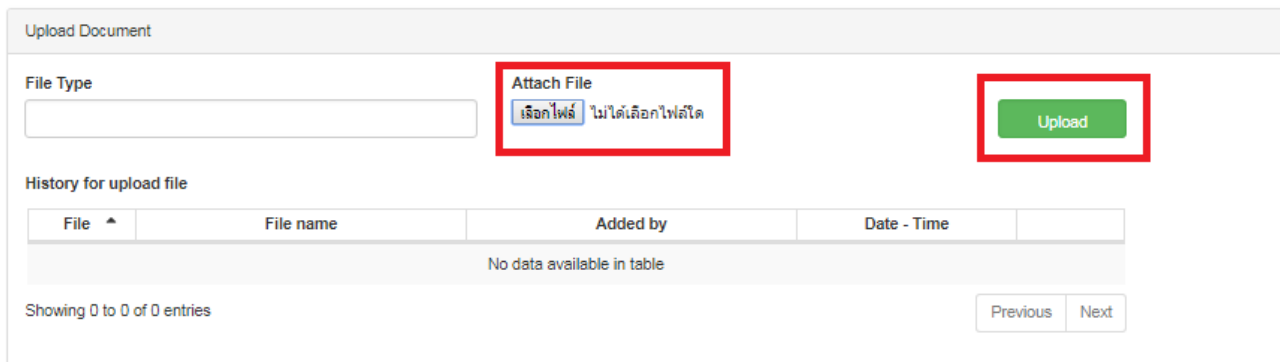 Upload Document
File Type
Attach File
เลือกไฟล์ ไม่ได้เลือกไฟล์ใด
Upload
History for upload file
File File name Added by Date - Time
No data available in table
Showing 0 to 0 of 0 entries
Previous Next